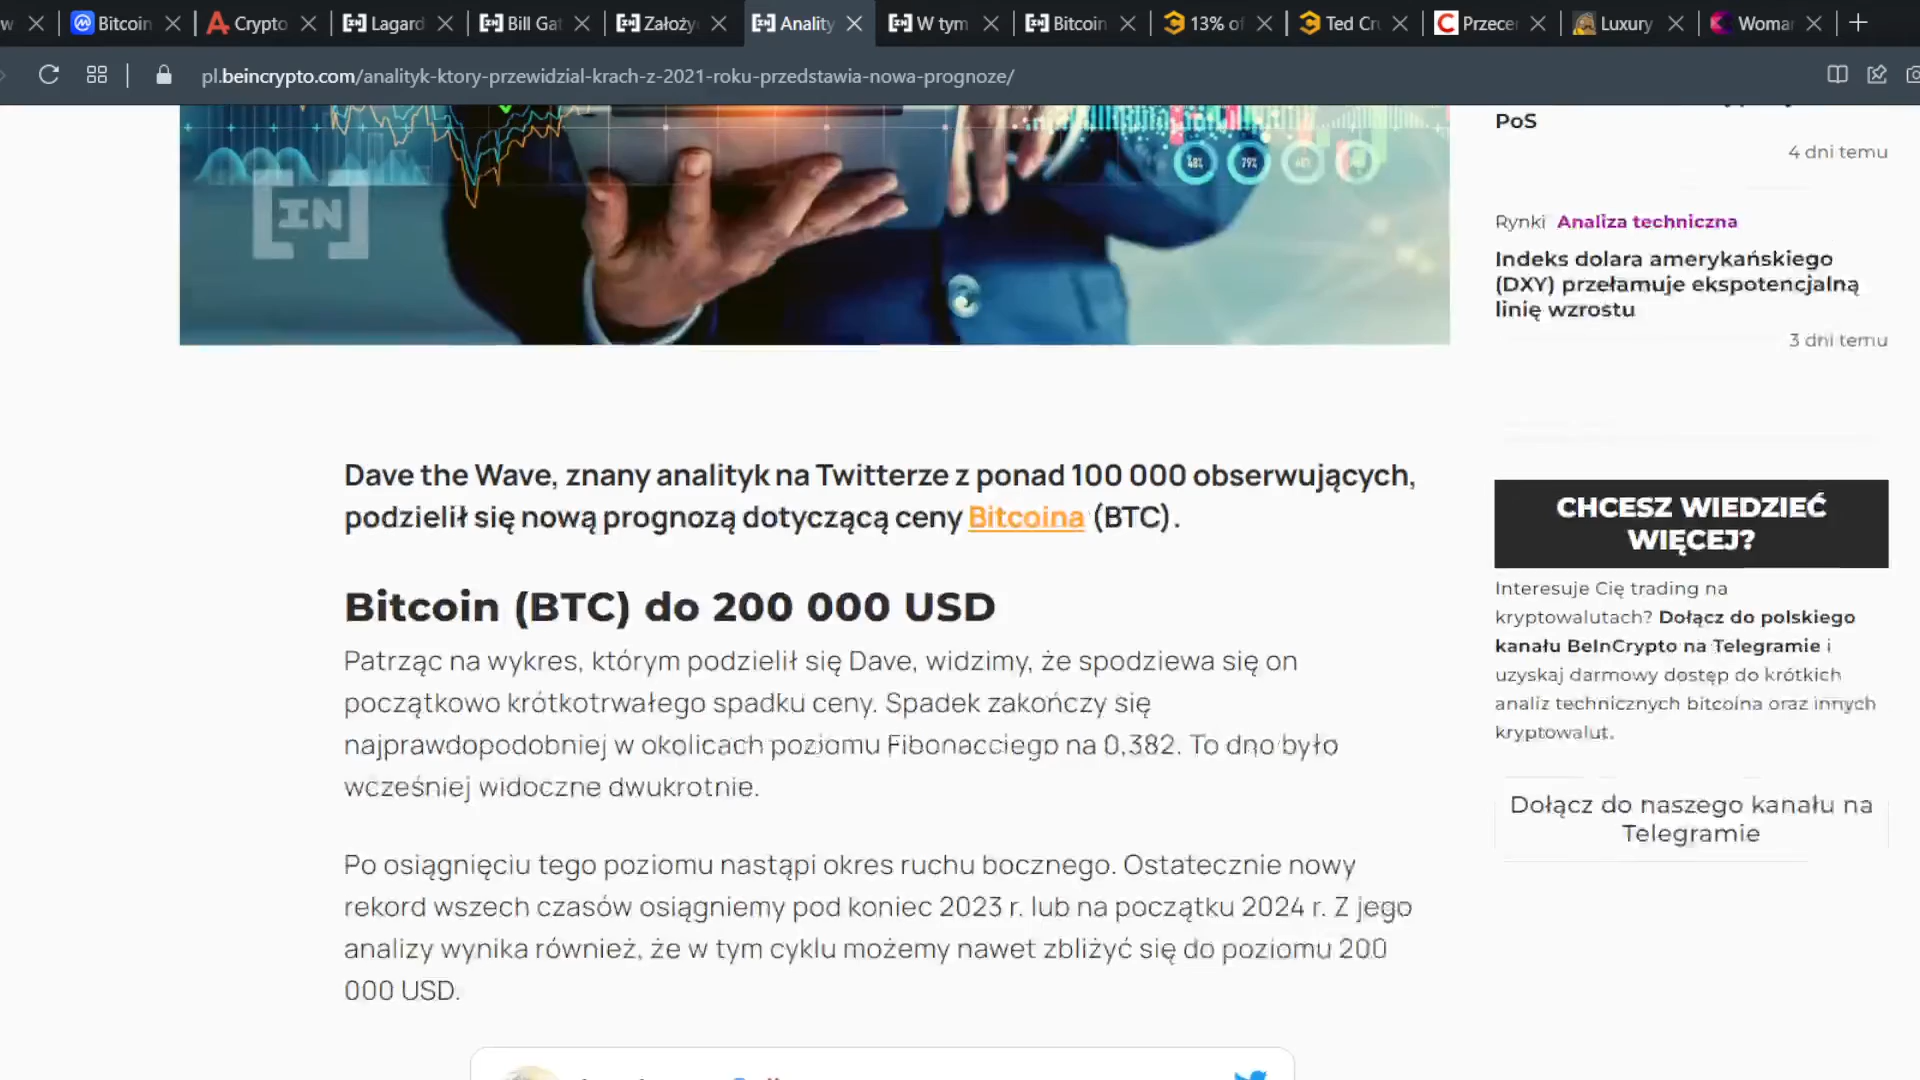 Bitcoin
Crypto
Lagard
Bill Gat
Założy
Anality
W tym
Bitcoin
13% of
Ted Cru
Przecer
Luxury
Woman
pl.beincrypto.com/analityk-ktory-przewidzial-krach-z-2021-roku-przedstawia-nowa-prognoze/
IN
48%
79%
PoS
4 dni temu
Rynki Analiza techniczna
Indeks dolara amerykańskiego
(DXY) przełamuje ekspotencjalną
linię wzrostu
3 dni temu
Dave the Wave, znany analityk na Twitterze z ponad 100 000 obserwujących,
podzielił się nową prognozą dotyczącą ceny Bitcoina (BTC).
Bitcoin (BTC) do 200 000 USD
Patrząc na wykres, którym podzielił się Dave, widzimy, że spodziewa się on
początkowo krótkotrwałego spadku ceny. Spadek zakończy się
najprawdopodobniej w okolicach poziomu Fibonacciego na 0,382. To dno było
wcześniej widoczne dwukrotnie.
Po osiągnięciu tego poziomu nastąpi okres ruchu bocznego. Ostatecznie nowy
rekord wszech czasów osiągniemy pod koniec 2023 r. lub na początku 2024 r. Z jego
analizy wynika również, że w tym cyklu możemy nawet zbliżyć się do poziomu 200
000 USD.
CHCESZ WIEDZIEĆ
WIĘCEJ?
Interesuje Cię trading na
kryptowalutach? Dołącz do polskiego
kanału BeInCrypto na Telegramie i
uzyskaj darmowy dostęp do krótkich
analiz technicznych bitcoina oraz innych
kryptowalut.
Dołącz do naszego kanału na
Telegramie